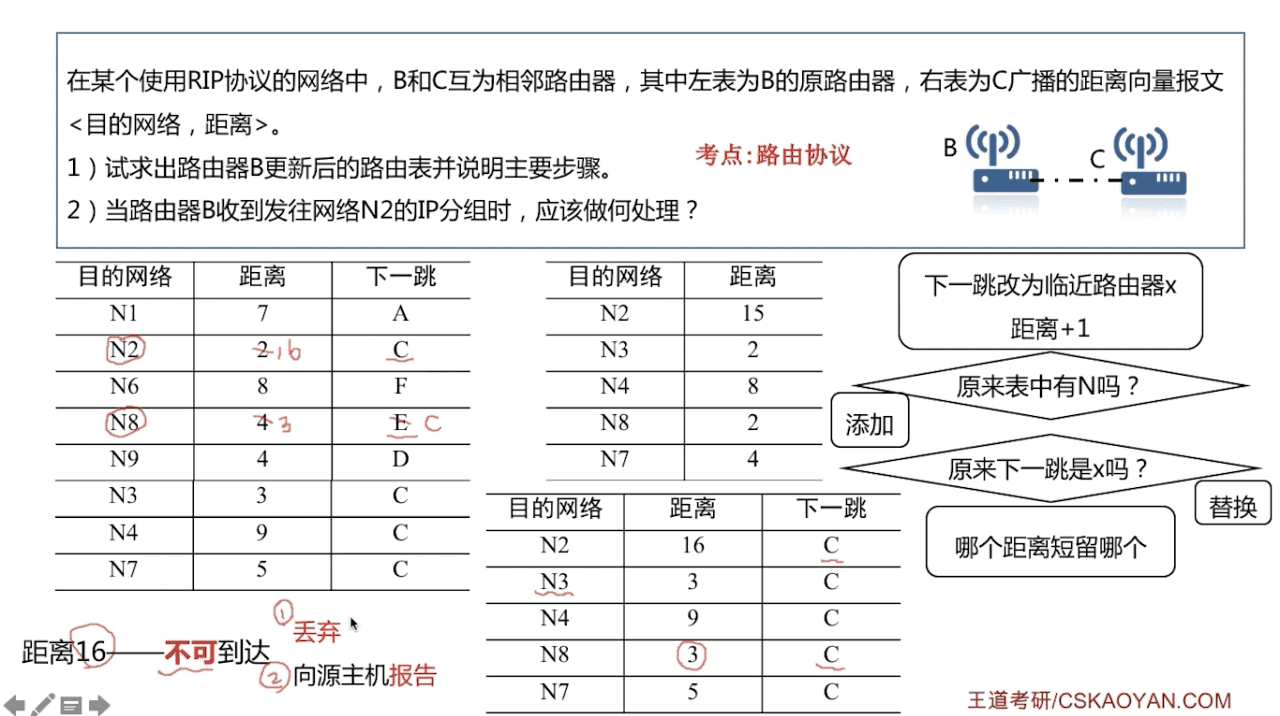 在某个使用RIP协议的网络中，B和C互为相邻路由器，其中左表为B的原路由器，右表为C广播的距离向量报文
<目的网络，距离>。
1）试求出路由器B更新后的路由表并说明主要步骤。
考点:路由协议
B
C
2）当路由器B收到发往网络N2的IP分组时，应该做何处理？
目的网络 距离 下一跳
N1 7 A
N2 2 16 C
N6 8 F
N8 4 3 E C
N9 4 D
N3 3 C
N4 9 C
N7 5 C
目的网络 距离
N2 15
N3 2
N4 8
N8 2
N7 4
目的网络 距离 下一跳
N2 16 C
N3 3 C
N4 9 C
N8 3 C
N7 5 C
下一跳改为临近路由器x
距离+1
原来表中有N吗？
添加
原来下一跳是x吗？
替换
哪个距离短留哪个
距离16——不可到达
①丢弃
②向源主机报告
王道考研/CSKAOYAN.COM